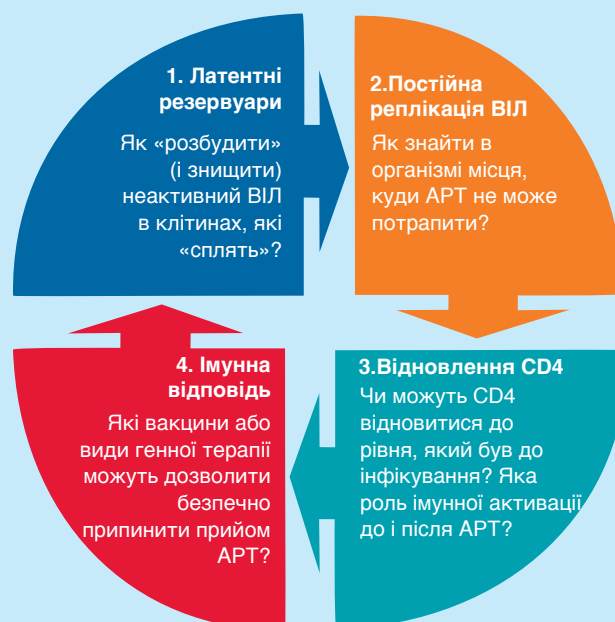 1. Латентні
резервуари
Як «розбудити»
(і знищити)
неактивний ВІЛ
в клітинах, які
«сплять»?
2.Постійна
реплікація ВІЛ
Як знайти в
організмі місця,
куди АРТ не може
потрапити?
3.Відновлення CD4
Чи можуть CD4
відновитися до
рівня, який був до
інфікування? Яка
роль імунної активації
до і після АРТ?
4. Імунна
відповідь
Які вакцини або
види генної терапії
можуть дозволити
безпечно
припинити прийом
АРТ?